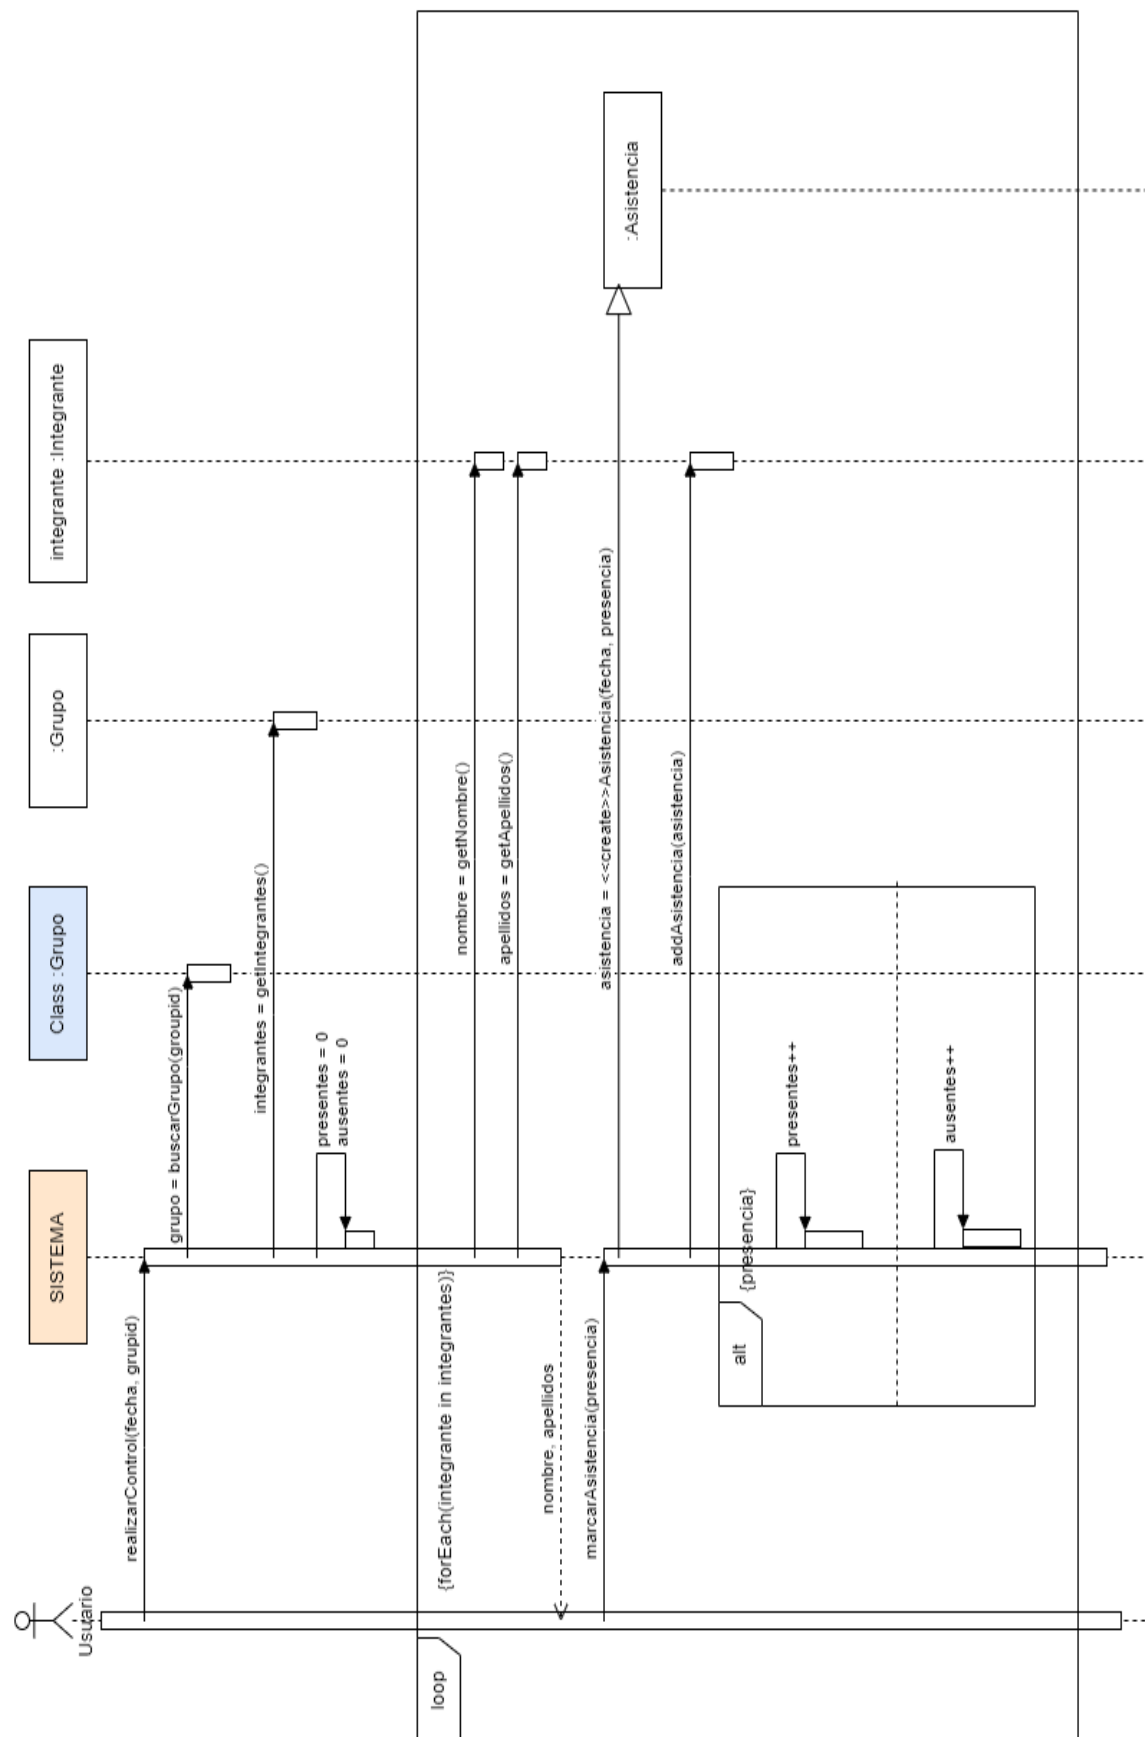 Usuario
SISTEMA
Class :Grupo
:Grupo
integrante :Integrante
realizarControl(fecha, grupid)
grupo = buscarGrupo(groupid)
integrantes = getIntegrantes()
presentes = 0
ausentes = 0
loop
{forEach(integrante in integrantes)}
nombre = getNombre()
apellidos = getApellidos()
nombre, apellidos
marcarAsistencia(presencia)
asistencia = <<create>>Asistencia(fecha, presencia)
:Asistencia
addAsistencia(asistencia)
alt
{presencia}
presentes++
ausentes++